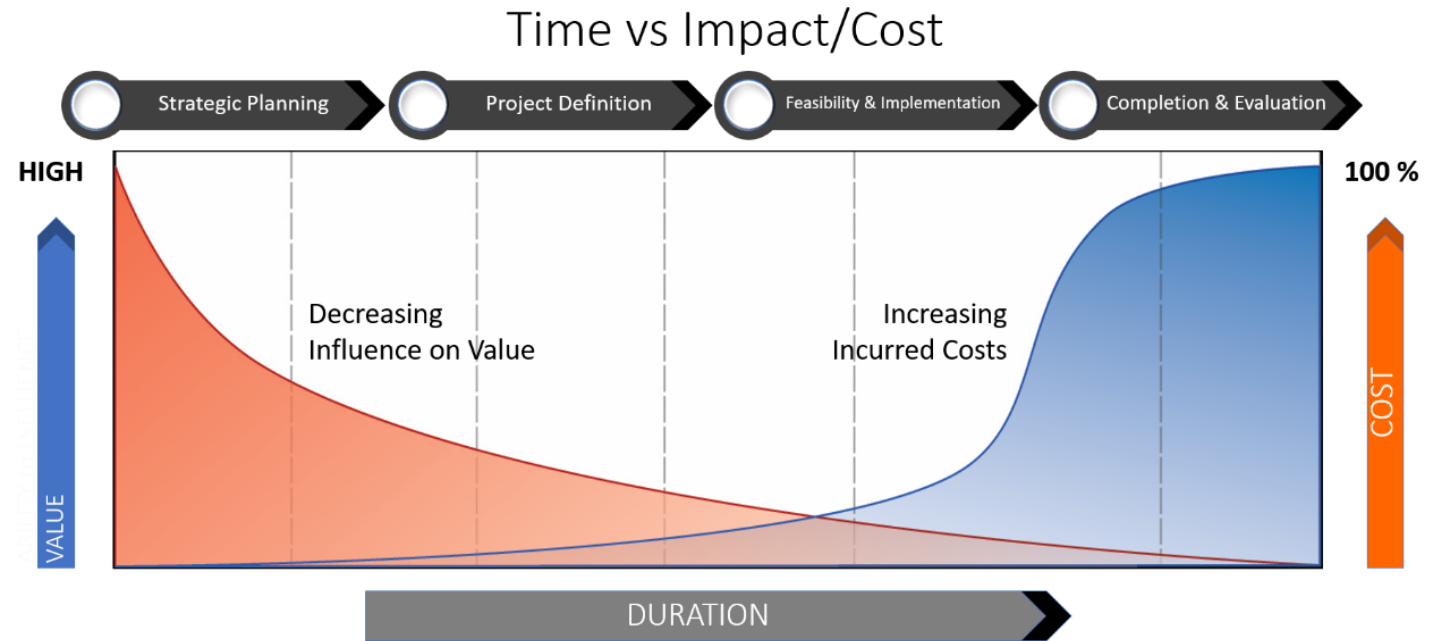 Time vs Impact/Cost
Strategic Planning
Project Definition
Feasibility & Implementation
Completion & Evaluation
HIGH
100 %
Decreasing
Influence on Value
Increasing
Incurred Costs
VALUE
COST
DURATION